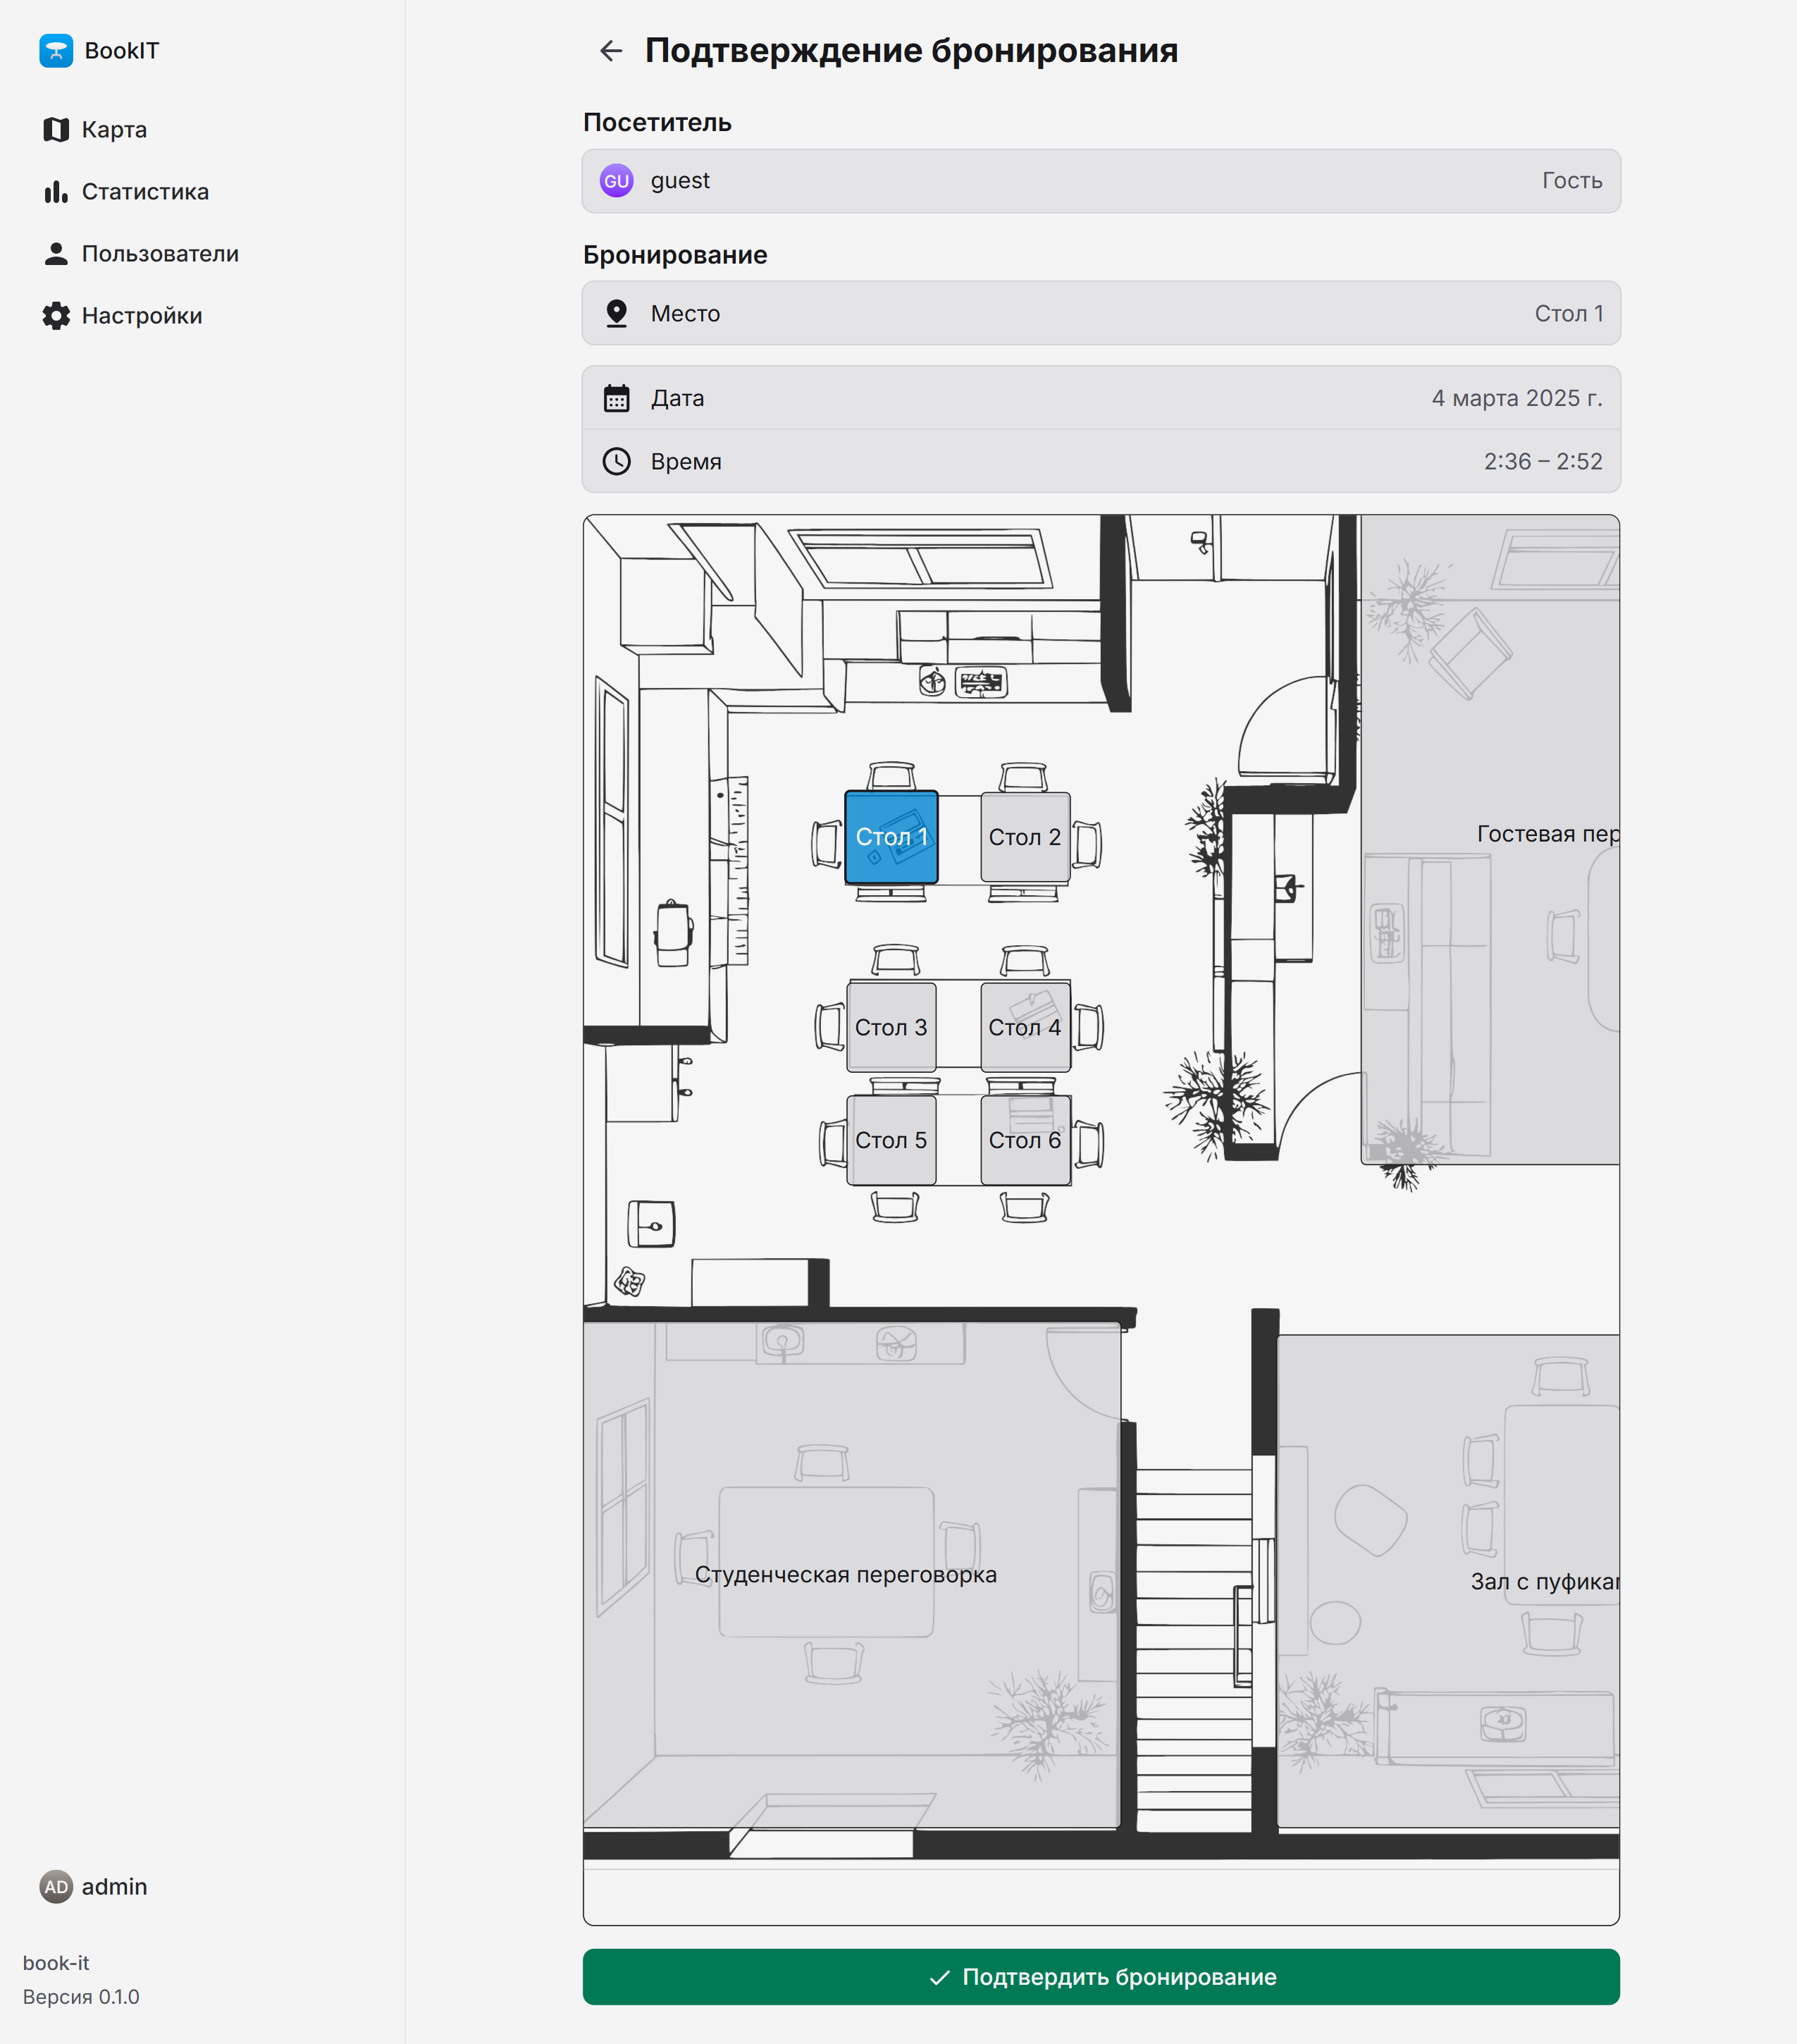 BookIT
Карта
Статистика
Пользователи
Настройки
admin
book-it
Версия 0.1.0
Подтверждение бронирования
Посетитель
GU guest Гость
Бронирование
Место Стол 1
Дата 4 марта 2025 г.
Время 2:36 – 2:52
Гостевая пер
Стол 1 Стол 2
Стол 3 Стол 4
Стол 5 Стол 6
Студенческая переговорка
Зал с пуфика
AD
Подтвердить бронирование